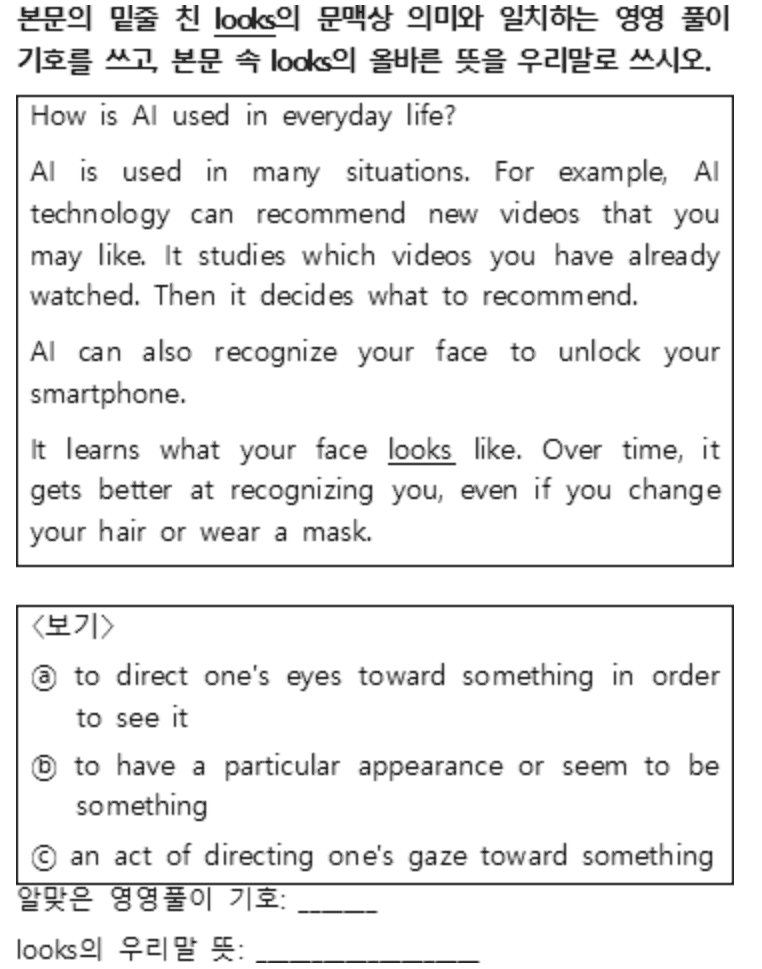 본문의 밑줄 친 looks의 문맥상 의미와 일치하는 영영 풀이
기호를 쓰고, 본문 속 looks의 올바른 뜻을 우리말로 쓰시오.
How is AI used in everyday life?
AI is used in many situations. For example, AI
technology can recommend new videos that you
may like. It studies which videos you have already
watched. Then it decides what to recommend.
AI can also recognize your face to unlock your
smartphone.
It learns what your face looks like. Over time, it
gets better at recognizing you, even if you change
your hair or wear a mask.
〈보기〉
ⓐ to direct one's eyes toward something in order
to see it
ⓑ to have a particular appearance or seem to be
something
ⓒ an act of directing one's gaze toward something
알맞은 영영풀이 기호: ______
looks의 우리말 뜻: __________________